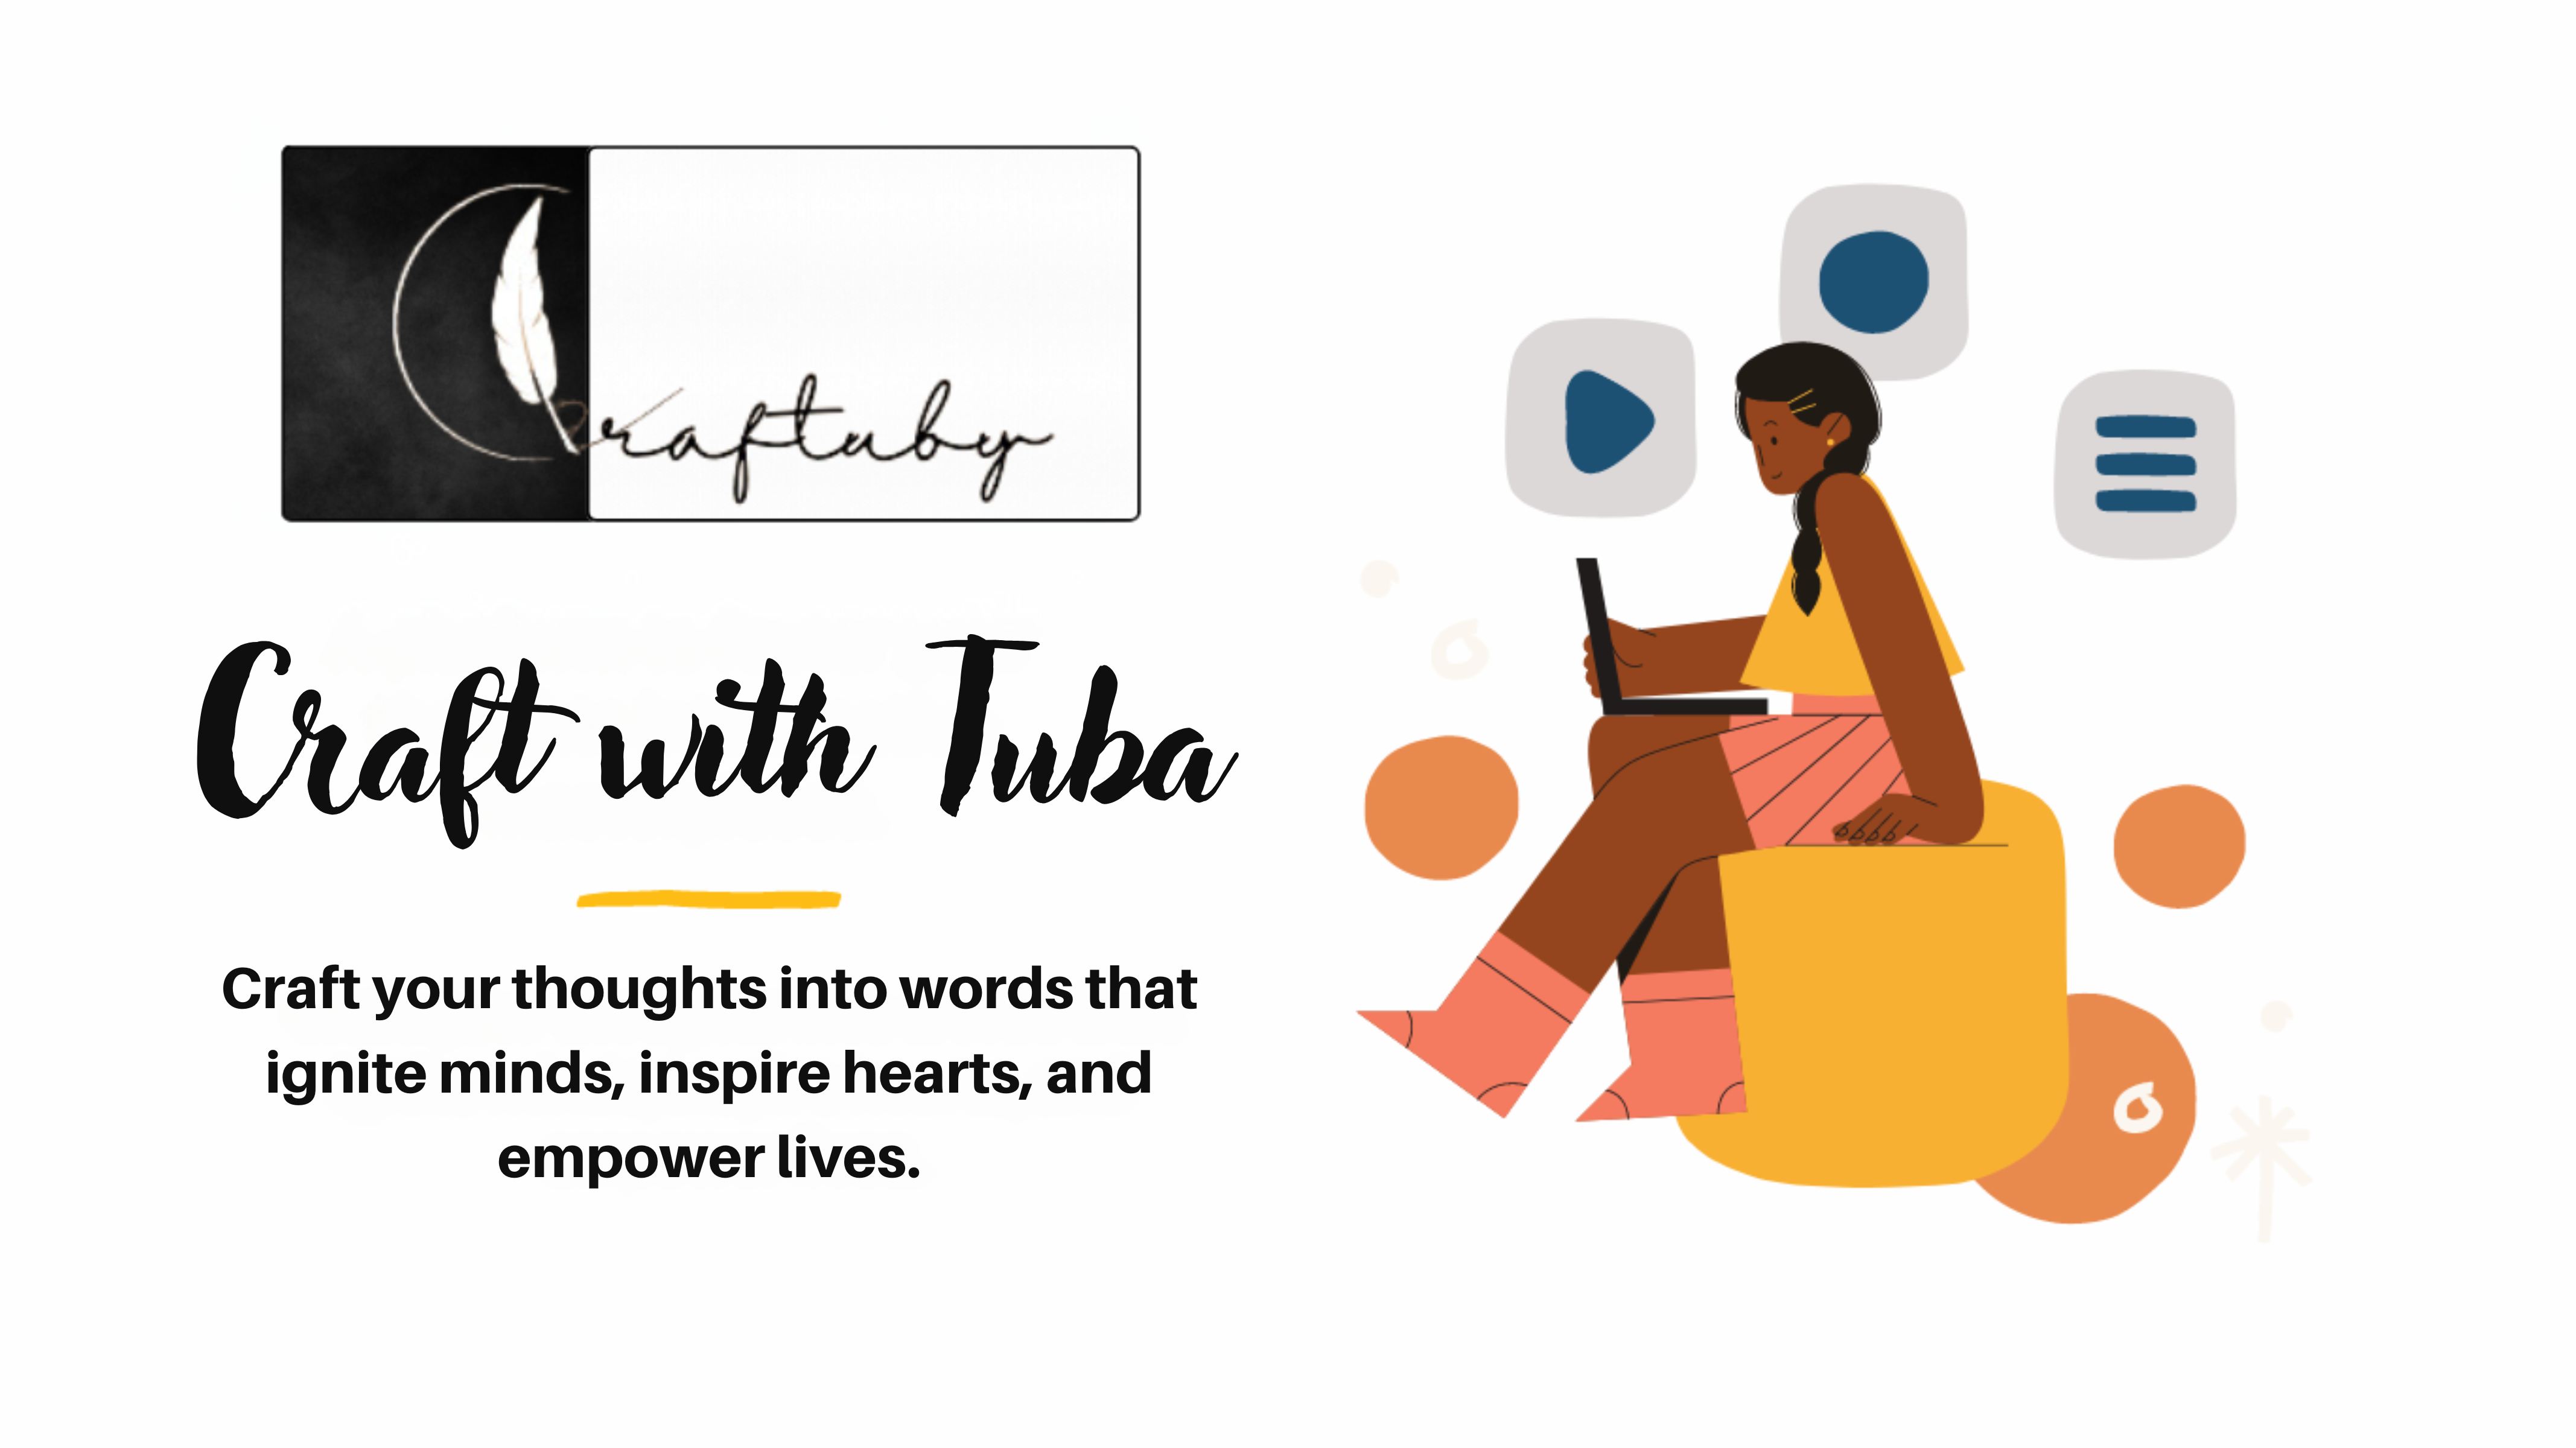 Craftuby
Craft with Tuba
Craft your thoughts into words that
ignite minds, inspire hearts, and
empower lives.